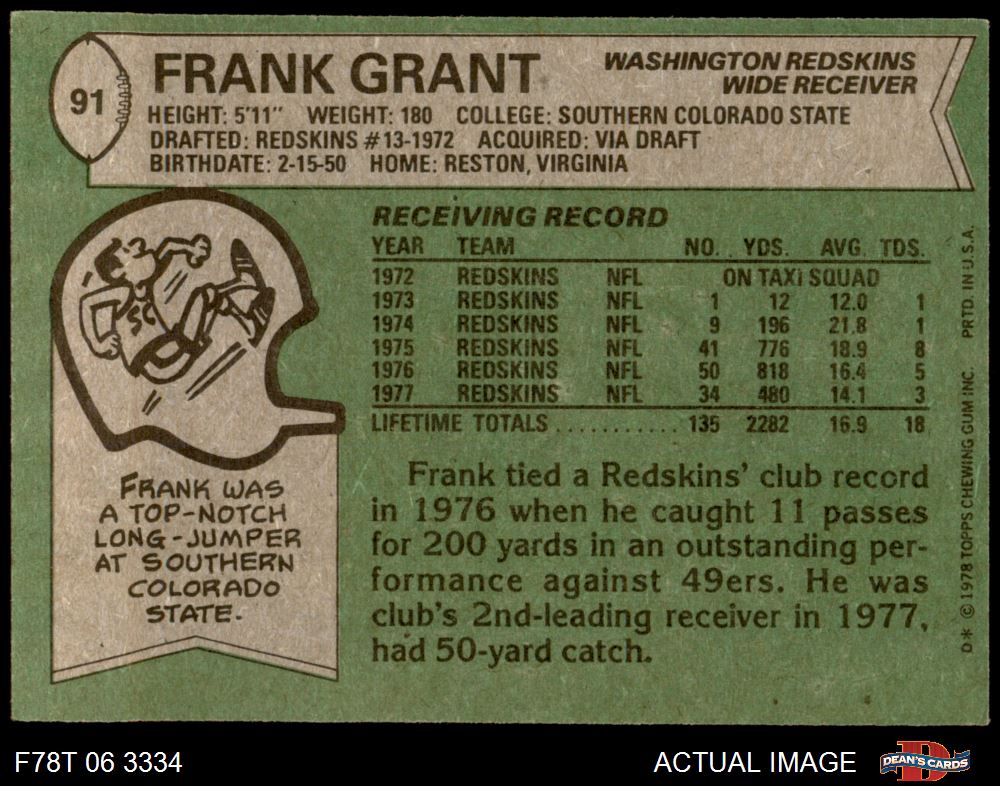 91
FRANK GRANT
WASHINGTON REDSKINS
WIDE RECEIVER
HEIGHT: 5'11" WEIGHT: 180 COLLEGE: SOUTHERN COLORADO STATE
DRAFTED: REDSKINS #13-1972 ACQUIRED: VIA DRAFT
BIRTHDATE: 2-15-50 HOME: RESTON, VIRGINIA
SC
FRANK WAS
A TOP-NOTCH
LONG-JUMPER
AT SOUTHERN
COLORADO
STATE.
RECEIVING RECORD
YEAR TEAM NO. YDS. AVG. TDS.
1972 REDSKINS NFL ON TAXI SQUAD
1973 REDSKINS NFL 1 12 12.0 1
1974 REDSKINS NFL 9 196 21.8 1
1975 REDSKINS NFL 41 776 18.9 8
1976 REDSKINS NFL 50 818 16.4 5
1977 REDSKINS NFL 34 480 14.1 3
LIFETIME TOTALS ........... 135 2282 16.9 18
Frank tied a Redskins' club record
in 1976 when he caught 11 passes
for 200 yards in an outstanding per-
formance against 49ers. He was
club's 2nd-leading receiver in 1977,
had 50-yard catch.
D* © 1978 TOPPS CHEWING GUM INC. PRTD. IN U.S.A.
F78T 06 3334
ACTUAL IMAGE
DEAN'S CARDS